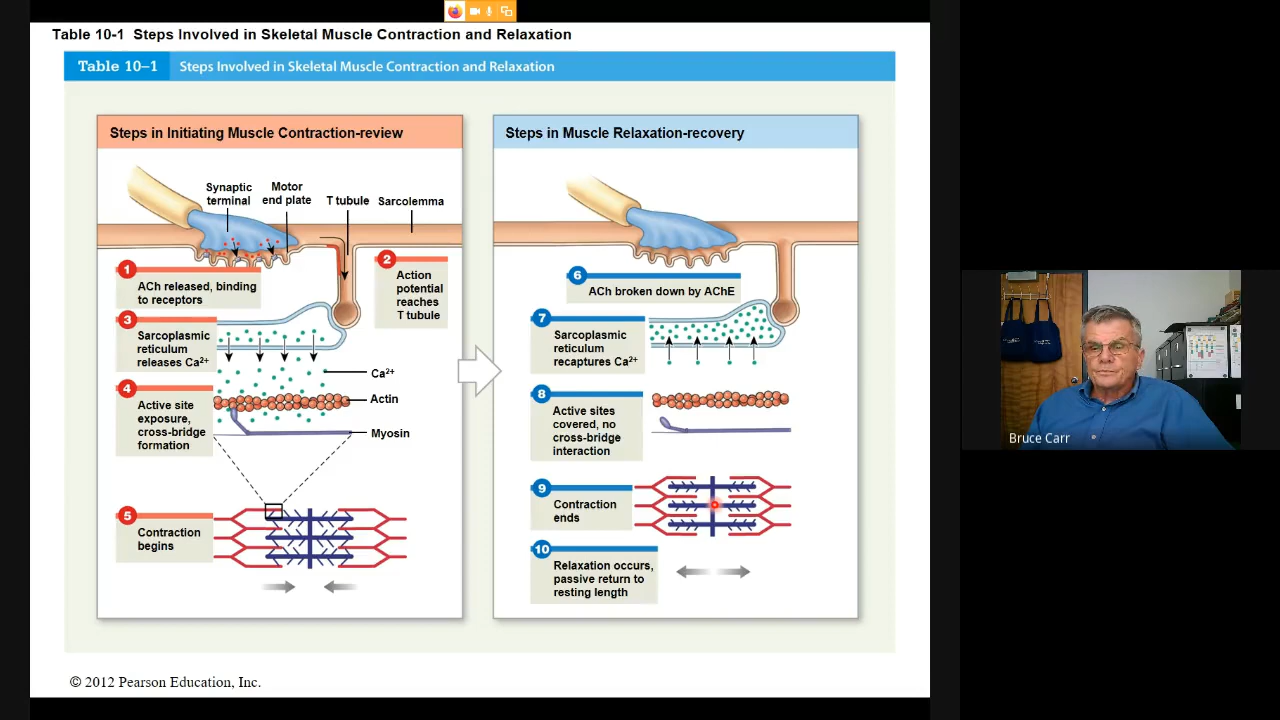 Table 10-1 Steps Involved in Skeletal Muscle Contraction and Relaxation
Table 10–1 Steps Involved in Skeletal Muscle Contraction and Relaxation
Steps in Initiating Muscle Contraction-review
Synaptic
terminal
Motor
end plate
T tubule
Sarcolemma
1
ACh released, binding
to receptors
2
Action
potential
reaches
T tubule
3
Sarcoplasmic
reticulum
releases Ca²⁺
Ca²⁺
4
Active site
exposure,
cross-bridge
formation
Actin
Myosin
5
Contraction
begins
Steps in Muscle Relaxation-recovery
6
ACh broken down by AChE
7
Sarcoplasmic
reticulum
recaptures Ca²⁺
8
Active sites
covered, no
cross-bridge
interaction
9
Contraction
ends
10
Relaxation occurs,
passive return to
resting length
© 2012 Pearson Education, Inc.
Bruce Carr